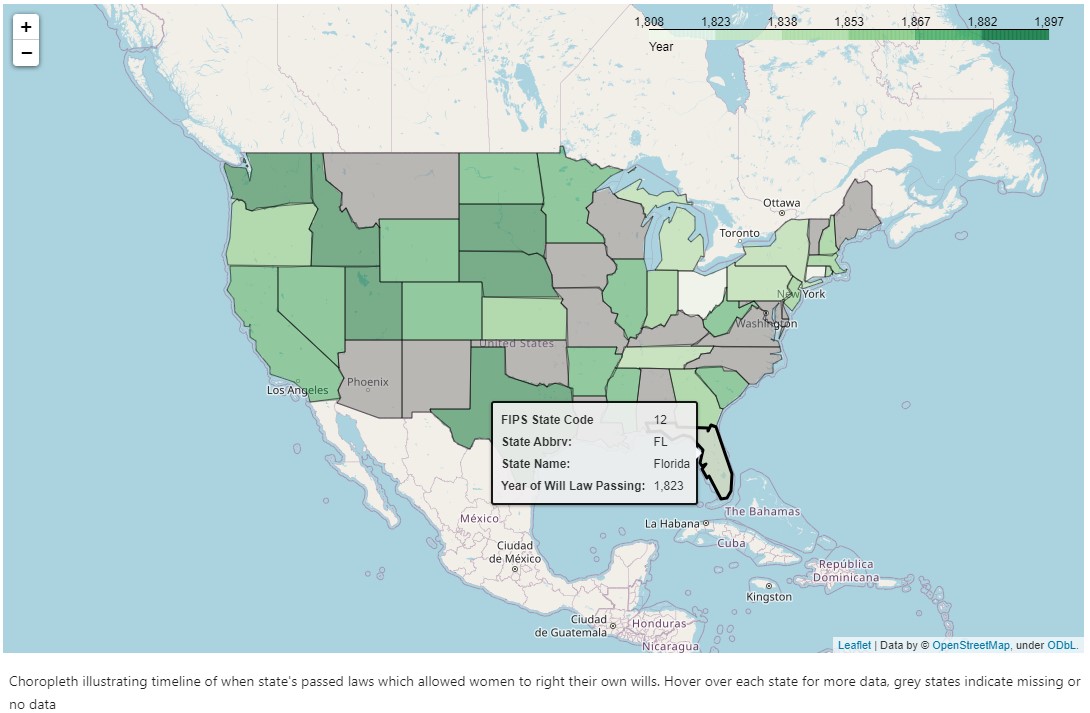 +
−
1,808 1,823 1,838 1,853 1,867 1,882 1,897
Year
Ottawa
Toronto
New York
Washington
United States
Phoenix
Los Angeles
FIPS State Code 12
State Abbrv: FL
State Name: Florida
Year of Will Law Passing: 1,823
The Bahamas
La Habana
Cuba
México
Ciudad
de México
República
Dominicana
Kingston
Ciudad
de Guatemala
Honduras
Nicaragua
Leaflet | Data by © OpenStreetMap, under ODbL.
Choropleth illustrating timeline of when state's passed laws which allowed women to right their own wills. Hover over each state for more data, grey states indicate missing or
no data